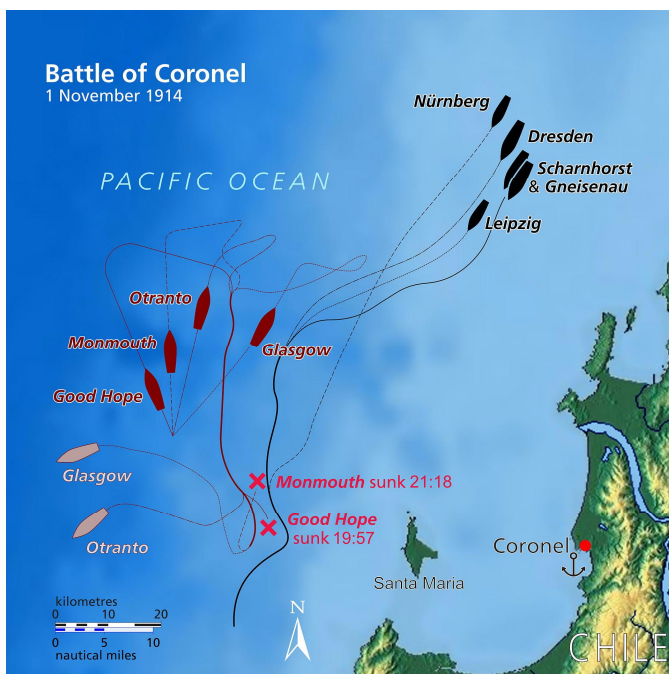 Battle of Coronel
1 November 1914
Nürnberg
Dresden
PACIFIC OCEAN
Scharnhorst
& Gneisenau
Leipzig
Otranto
Monmouth
Glasgow
Good Hope
Glasgow
Monmouth sunk 21:18
Good Hope
sunk 19:57
Otranto
Coronel
Santa Maria
kilometres
0 10 20
0 5 10
nautical miles
N
CHILE